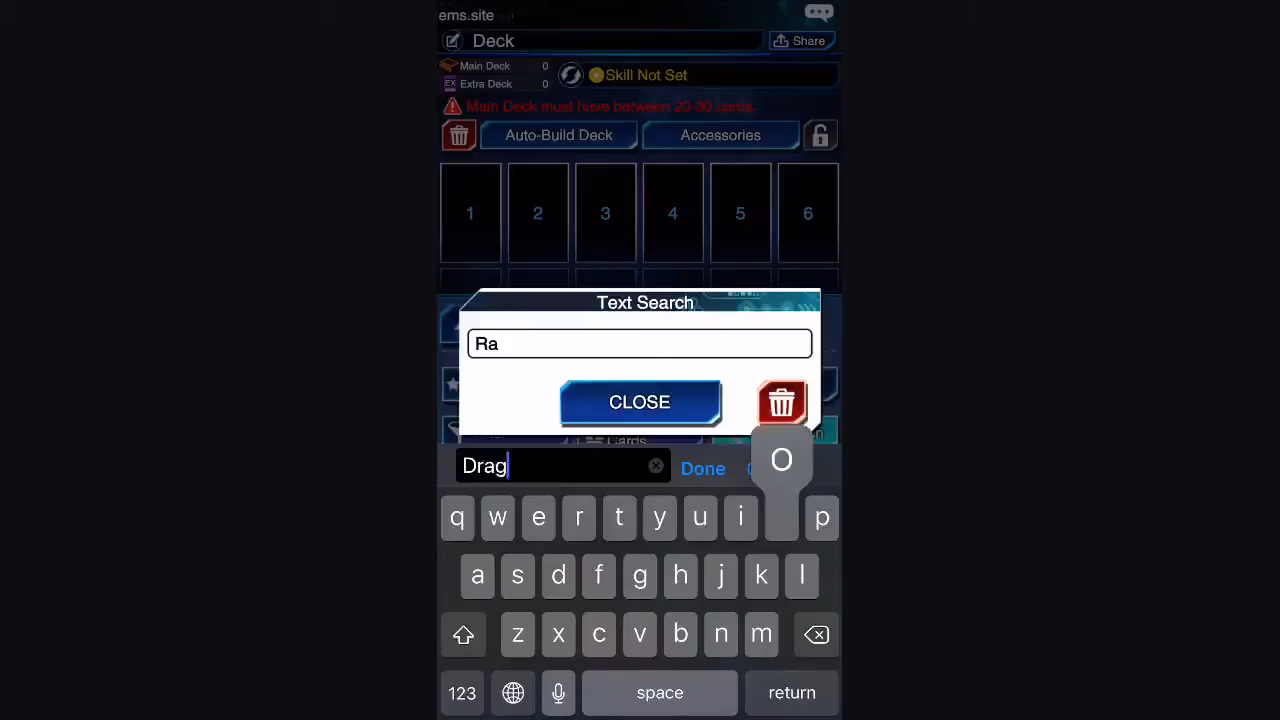 ems.site
Deck
Share
Main Deck 0
EX Extra Deck 0
Skill Not Set
Main Deck must have between 20-30 cards.
Auto-Build Deck
Accessories
1 2 3 4 5 6
Text Search
Ra
CLOSE
Cards
Drag
Done
O
q w e r t y u i p
a s d f g h j k l
z x c v b n m
123
space
return